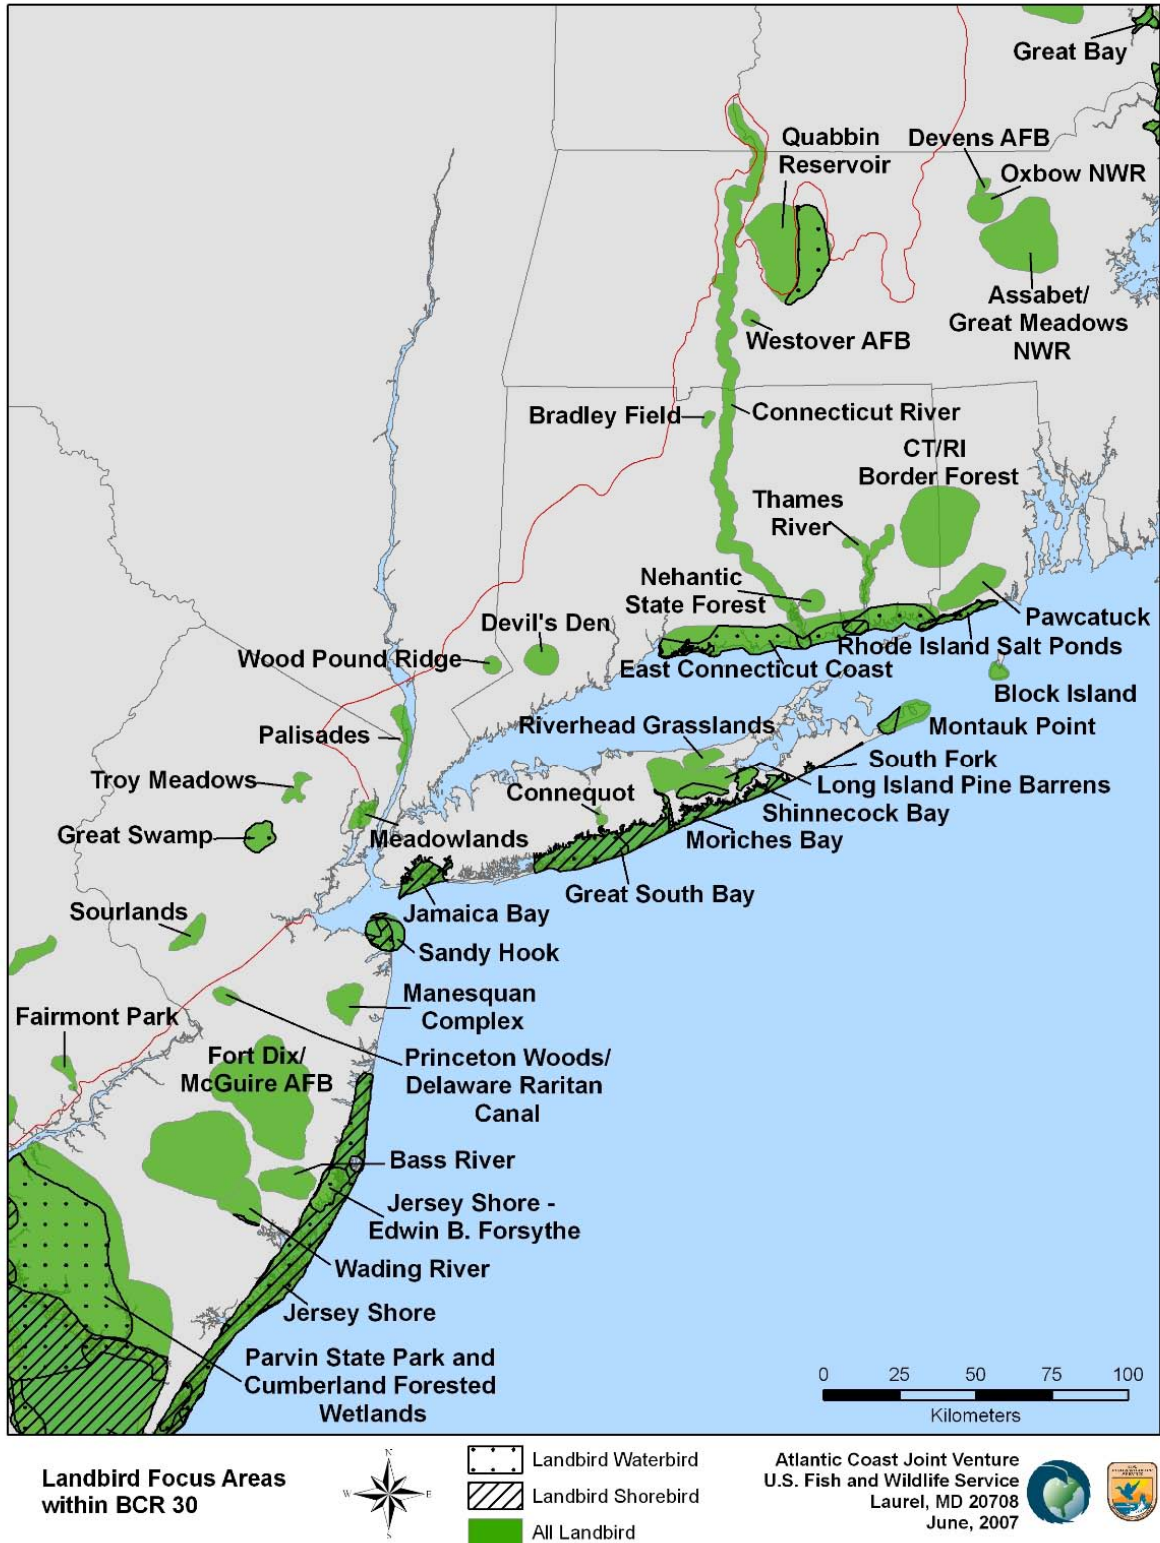 Great Bay
Quabbin
Reservoir
Devens AFB
Oxbow NWR
Assabet/
Great Meadows
NWR
Westover AFB
Bradley Field
Connecticut River
CT/RI
Border Forest
Thames
River
Nehantic
State Forest
Pawcatuck
Devil's Den
Wood Pound Ridge
Rhode Island Salt Ponds
East Connecticut Coast
Block Island
Riverhead Grasslands
Montauk Point
Palisades
South Fork
Troy Meadows
Long Island Pine Barrens
Connequot
Shinnecock Bay
Great Swamp
Meadowlands
Moriches Bay
Great South Bay
Sourlands
Jamaica Bay
Sandy Hook
Manesquan
Complex
Fairmont Park
Fort Dix/
McGuire AFB
Princeton Woods/
Delaware Raritan
Canal
Bass River
Jersey Shore -
Edwin B. Forsythe
Wading River
Jersey Shore
Parvin State Park and
Cumberland Forested
Wetlands
0 25 50 75 100
Kilometers
Landbird Focus Areas
within BCR 30
N
W
E
S
Landbird Waterbird
Landbird Shorebird
All Landbird
Atlantic Coast Joint Venture
U.S. Fish and Wildlife Service
Laurel, MD 20708
June, 2007